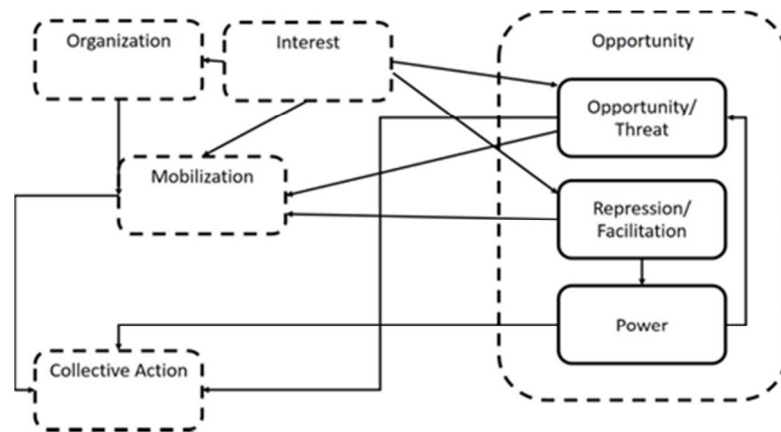 Organization
Interest
Opportunity
Opportunity/
Threat
Mobilization
Repression/
Facilitation
Power
Collective Action